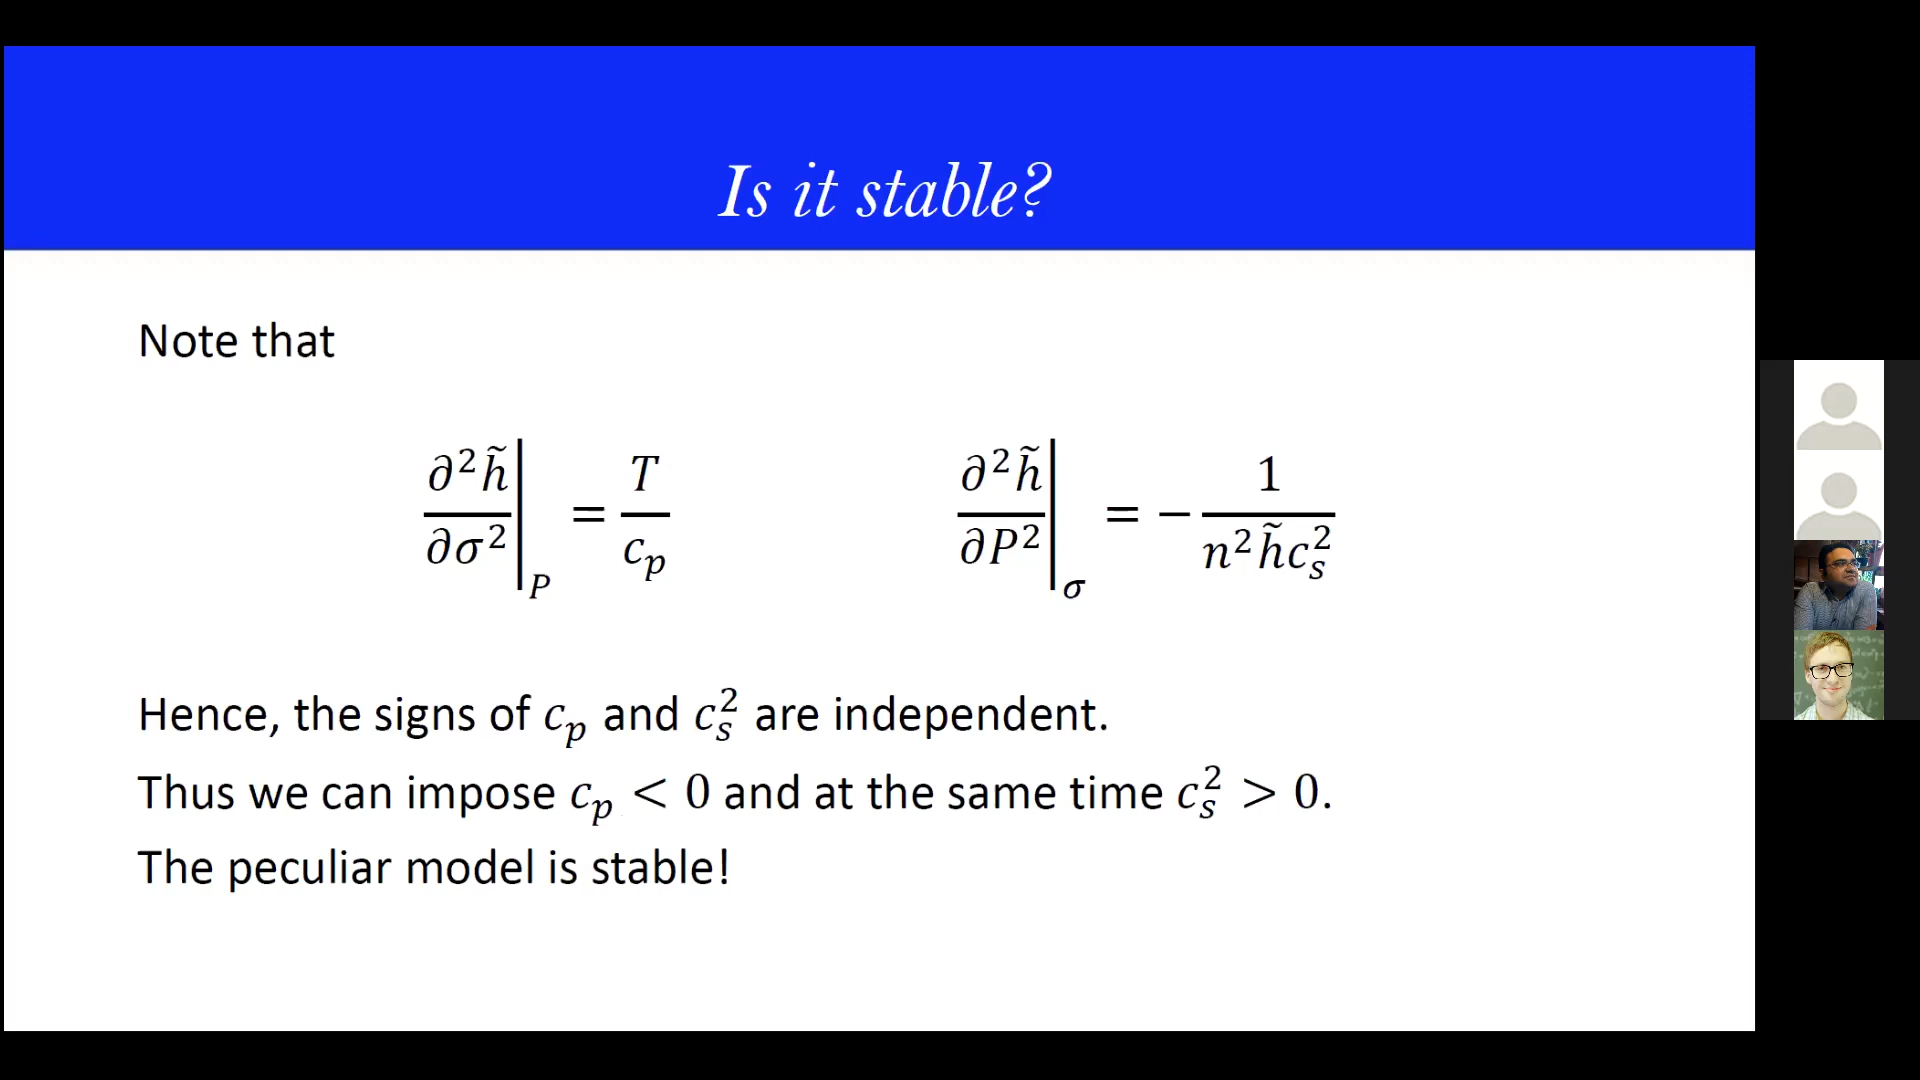 Is it stable?
Note that
∂²h̃/∂σ²|_P = T/c_p
∂²h̃/∂P²|_σ = − 1/(n²h̃c_s²)
Hence, the signs of c_p and c_s² are independent.
Thus we can impose c_p < 0 and at the same time c_s² > 0.
The peculiar model is stable!